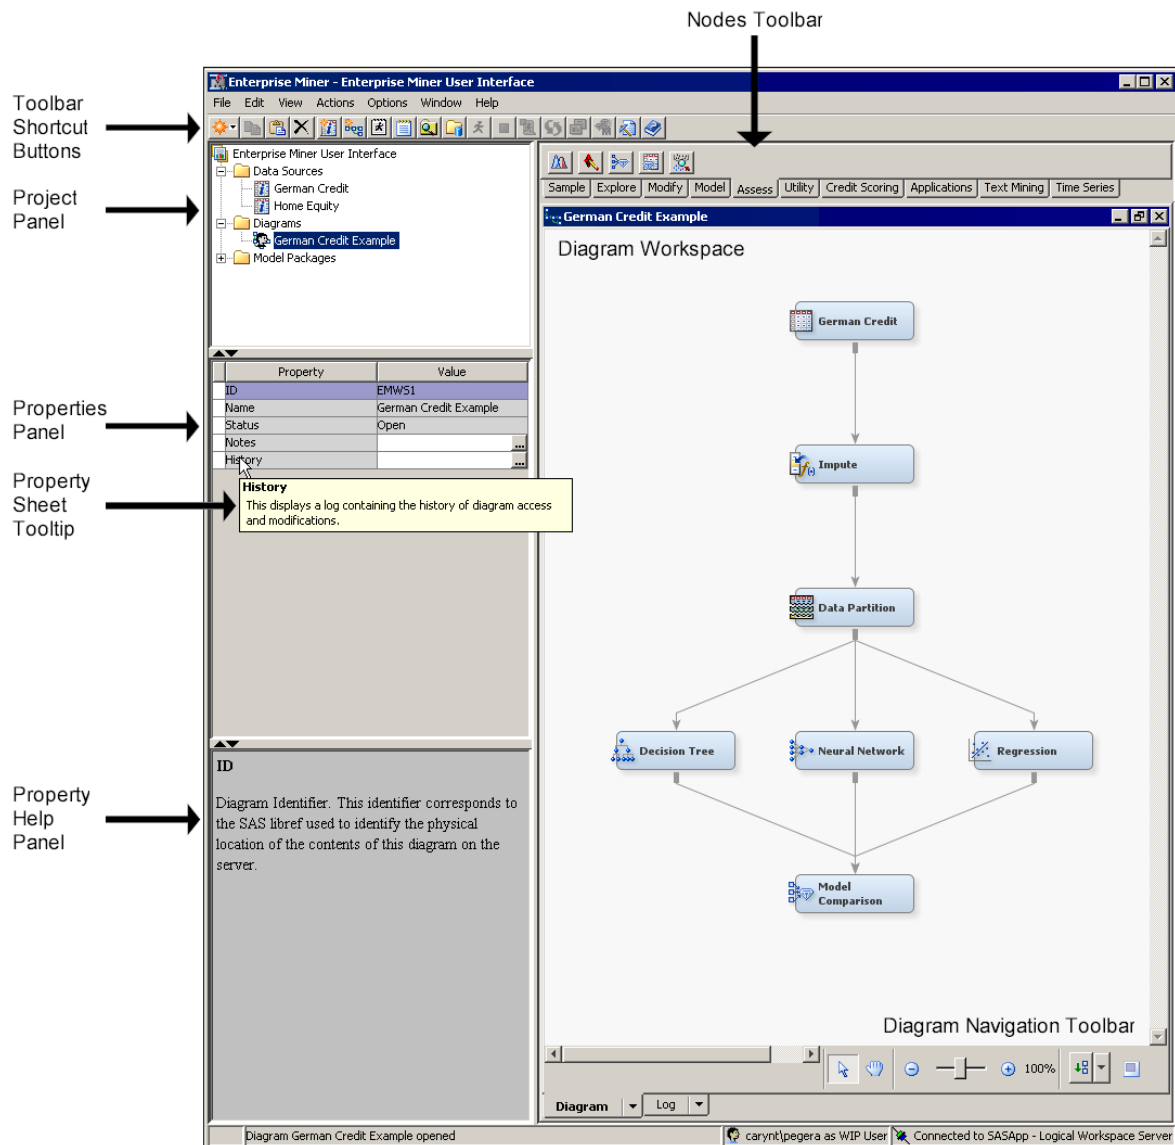 Nodes Toolbar
Toolbar
Shortcut
Buttons
Project
Panel
Properties
Panel
Property
Sheet
Tooltip
Property
Help
Panel
Enterprise Miner - Enterprise Miner User Interface
File Edit View Actions Options Window Help
Enterprise Miner User Interface
Data Sources
German Credit
Home Equity
Diagrams
German Credit Example
Model Packages
Property Value
ID EMWS1
Name German Credit Example
Status Open
Notes ...
History ...
History
This displays a log containing the history of diagram access
and modifications.
ID
Diagram Identifier. This identifier corresponds to
the SAS libref used to identify the physical
location of the contents of this diagram on the
server.
Sample Explore Modify Model Assess Utility Credit Scoring Applications Text Mining Time Series
German Credit Example
Diagram Workspace
German Credit
Impute
Data Partition
Decision Tree
Neural Network
Regression
Model
Comparison
Diagram Navigation Toolbar
100%
Diagram Log
Diagram German Credit Example opened
carynt\pegera as WIP User
Connected to SASApp - Logical Workspace Server